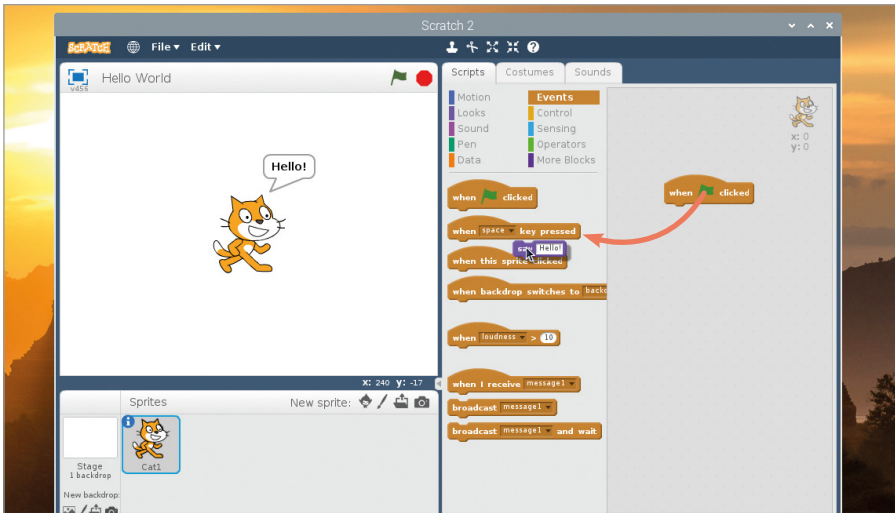 Scratch 2
SCRATCH File Edit
Hello World
v456
Hello!
X: 240 y: -17
Sprites New sprite:
Cat1
Stage
1 backdrop
New backdrop:
Scripts Costumes Sounds
Motion Events
Looks Control
Sound Sensing
Pen Operators
Data More Blocks
when clicked
when space key pressed
say Hello!
when this sprite clicked
when backdrop switches to
when loudness > 10
when I receive message1
broadcast message1
broadcast message1 and wait
x: 0
y: 0
when clicked